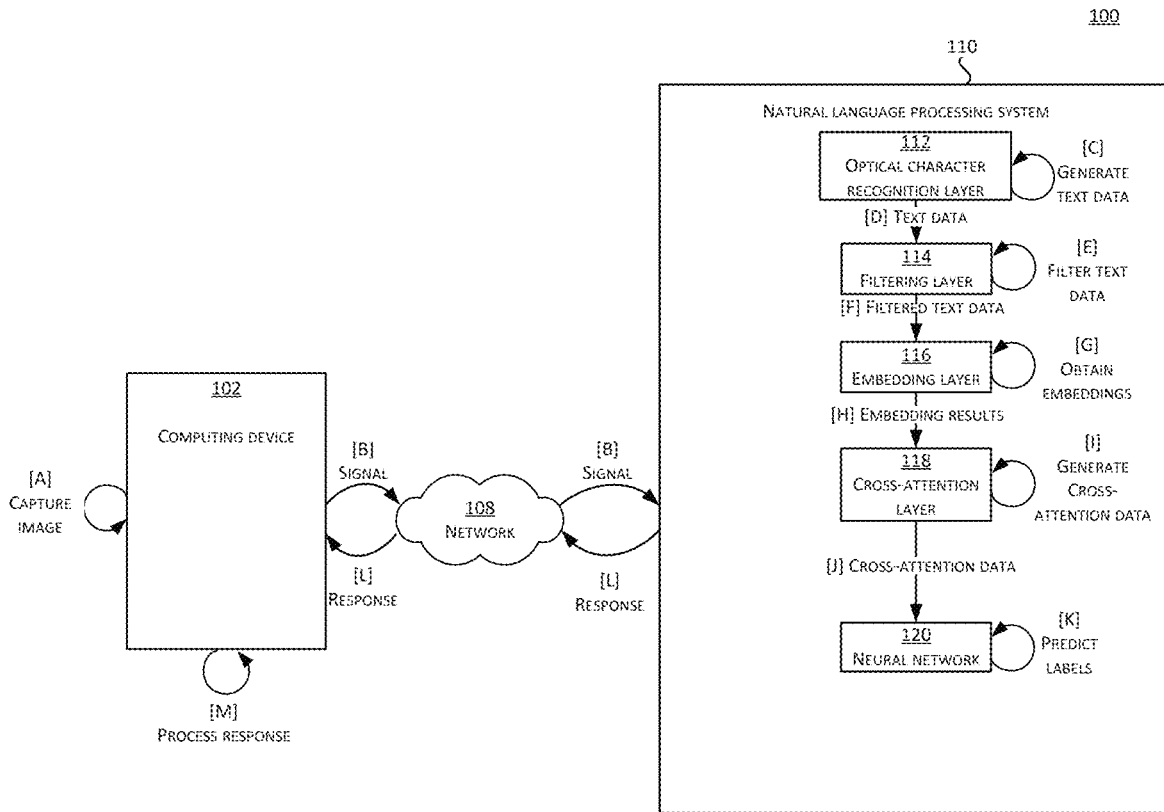 100
110
Natural language processing system
112
Optical character
recognition layer
[C]
Generate
text data
[D] Text data
114
Filtering layer
[E]
Filter text
data
[F] Filtered text data
116
Embedding layer
[G]
Obtain
embeddings
[H] Embedding results
118
Cross-attention
layer
[I]
Generate
Cross-
attention data
[J] Cross-attention data
120
Neural network
[K]
Predict
labels
102
Computing device
[A]
Capture
image
[B]
Signal
108
Network
[B]
Signal
[L]
Response
[L]
Response
[M]
Process response